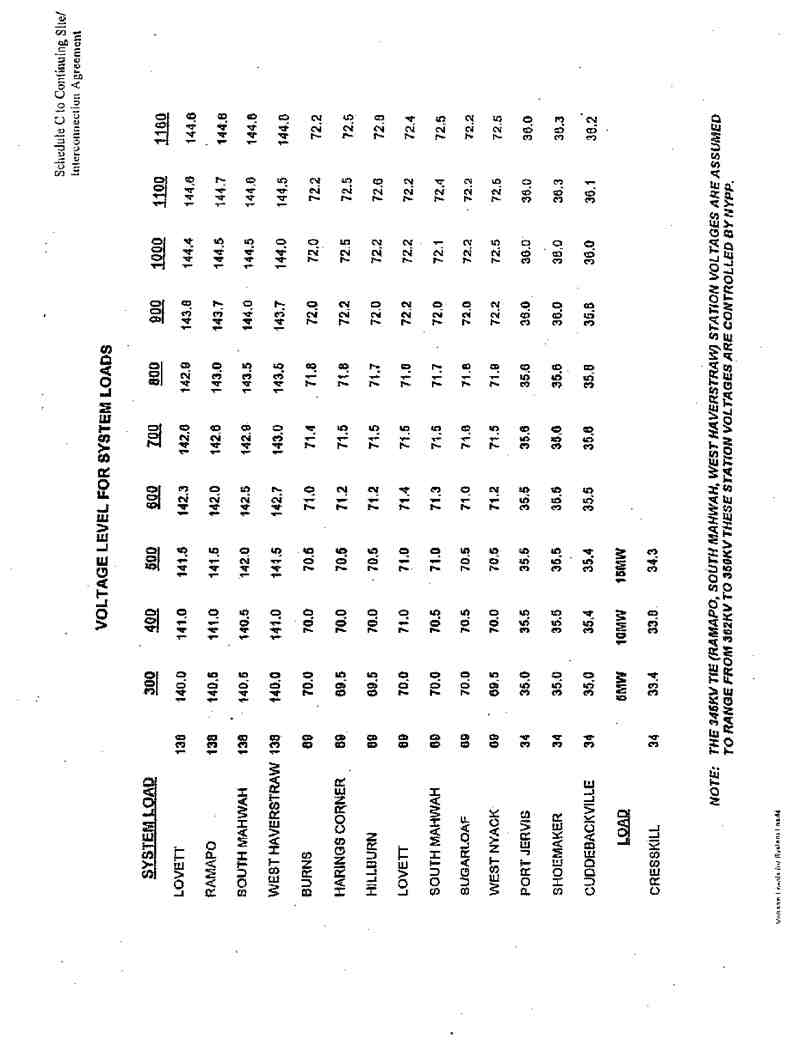 Schedule C to Continuing Site/
Interconnection Agreement
VOLTAGE LEVEL FOR SYSTEM LOADS
SYSTEM LOAD 300 400 500 600 700 800 900 1000 1100 1160
LOVETT 138 140.0 141.0 141.5 142.3 142.6 142.9 143.8 144.4 144.6 144.6
RAMAPO 138 140.5 141.0 141.5 142.0 142.6 143.0 143.7 144.5 144.7 144.8
SOUTH MAHWAH 138 140.5 140.5 142.0 142.5 142.9 143.5 144.0 144.5 144.6 144.8
WEST HAVERSTRAW 138 140.0 141.0 141.5 142.7 143.0 143.5 143.7 144.0 144.5 144.6
BURNS 69 70.0 70.0 70.5 71.0 71.4 71.8 72.0 72.0 72.2 72.2
HARINGS CORNER 69 69.5 70.0 70.5 71.2 71.5 71.8 72.2 72.5 72.5 72.5
HILLBURN 69 69.5 70.0 70.5 71.2 71.5 71.7 72.0 72.2 72.6 72.8
LOVETT 69 70.0 71.0 71.0 71.4 71.5 71.8 72.2 72.2 72.2 72.4
SOUTH MAHWAH 69 70.0 70.5 71.0 71.3 71.5 71.7 72.0 72.1 72.4 72.5
SUGARLOAF 69 70.0 70.5 70.5 71.0 71.8 71.8 72.0 72.2 72.2 72.2
WEST NYACK 69 69.5 70.0 70.5 71.2 71.5 71.9 72.2 72.5 72.5 72.5
PORT JERVIS 34 35.0 35.5 35.5 35.5 35.6 35.6 36.0 36.0 36.0 36.0
SHOEMAKER 34 35.0 35.5 35.5 35.5 35.6 35.6 36.0 36.0 36.3 36.3
CUDDEBACKVILLE 34 35.0 35.4 35.4 35.5 35.6 35.8 35.8 36.0 36.1 36.2
LOAD 5MW 10MW 15MW
CRESSKILL 34 33.4 33.8 34.3
NOTE: THE 345KV TIE (RAMAPO, SOUTH MAHWAH, WEST HAVERSTRAW) STATION VOLTAGES ARE ASSUMED
TO RANGE FROM 352KV TO 359KV THESE STATION VOLTAGES ARE CONTROLLED BY NYPP.